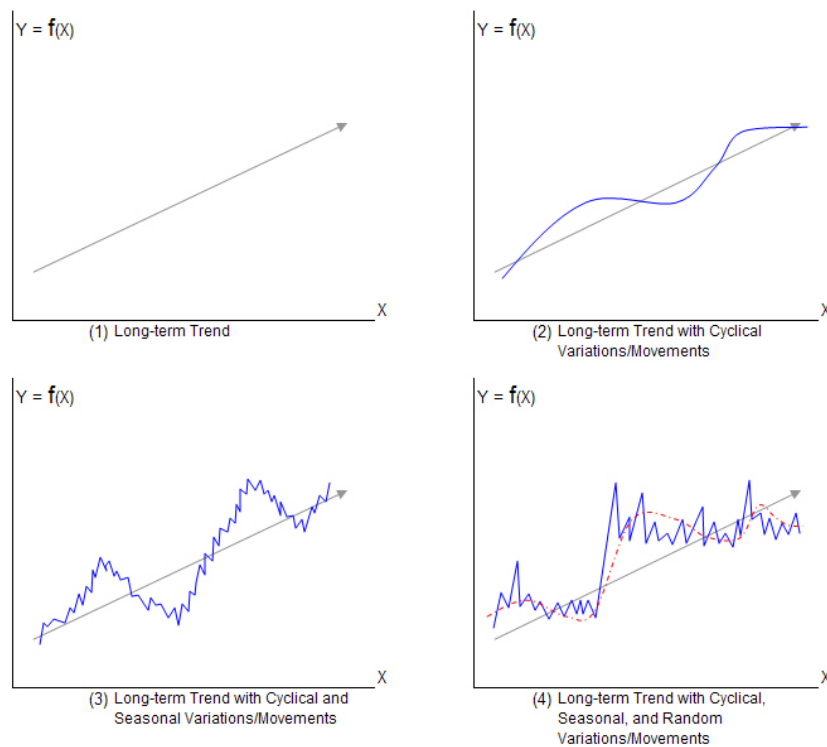 Y = f(X)
X
(1) Long-term Trend
Y = f(X)
X
(2) Long-term Trend with Cyclical
Variations/Movements
Y = f(X)
X
(3) Long-term Trend with Cyclical and
Seasonal Variations/Movements
Y = f(X)
X
(4) Long-term Trend with Cyclical,
Seasonal, and Random
Variations/Movements